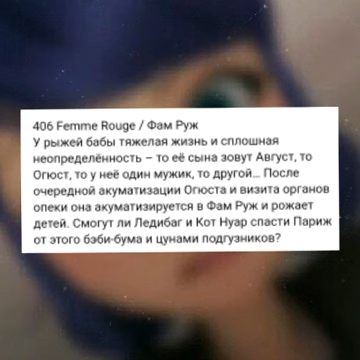 406 Femme Rouge / Фам Руж
У рыжей бабы тяжелая жизнь и сплошная
неопределённость – то её сына зовут Август, то
Огюст, то у неё один мужик, то другой... После
очередной акуматизации Огюста и визита органов
опеки она акуматизируется в Фам Руж и рожает
детей. Смогут ли Ледибаг и Кот Нуар спасти Париж
от этого бэби-бума и цунами подгузников?